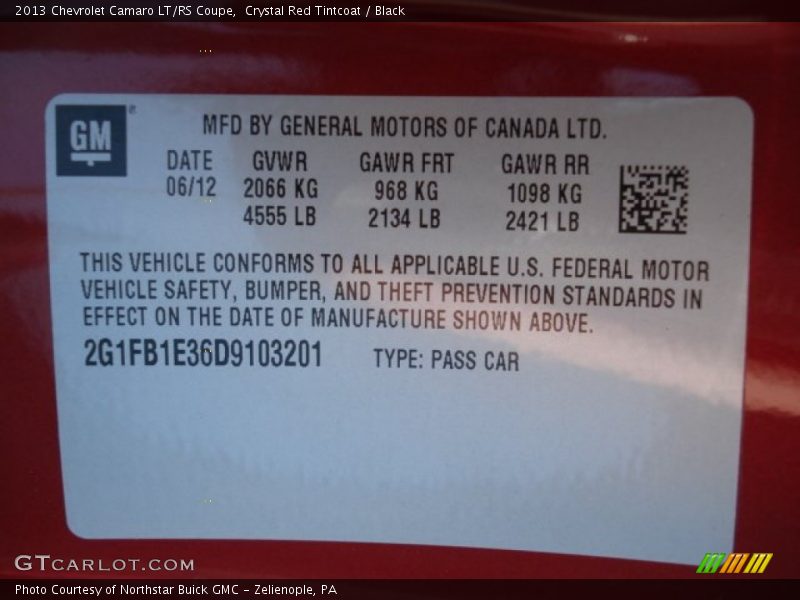 2013 Chevrolet Camaro LT/RS Coupe, Crystal Red Tintcoat / Black
GM ®
MFD BY GENERAL MOTORS OF CANADA LTD.
DATE GVWR GAWR FRT GAWR RR
06/12 2066 KG 968 KG 1098 KG
4555 LB 2134 LB 2421 LB
THIS VEHICLE CONFORMS TO ALL APPLICABLE U.S. FEDERAL MOTOR
VEHICLE SAFETY, BUMPER, AND THEFT PREVENTION STANDARDS IN
EFFECT ON THE DATE OF MANUFACTURE SHOWN ABOVE.
2G1FB1E36D9103201 TYPE: PASS CAR
GTCARLOT.COM
Photo Courtesy of Northstar Buick GMC - Zelienople, PA